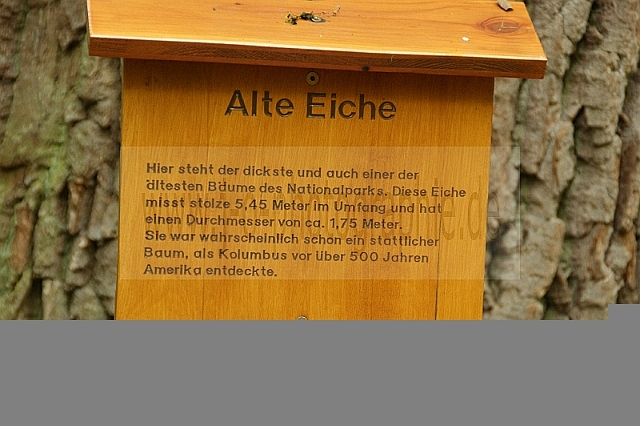 Alte Eiche
Hier steht der dickste und auch einer der
ältesten Bäume des Nationalparks. Diese Eiche
misst stolze 5,45 Meter im Umfang und hat
einen Durchmesser von ca. 1,75 Meter.
Sie war wahrscheinlich schon ein stattlicher
Baum, als Kolumbus vor über 500 Jahren
Amerika entdeckte.